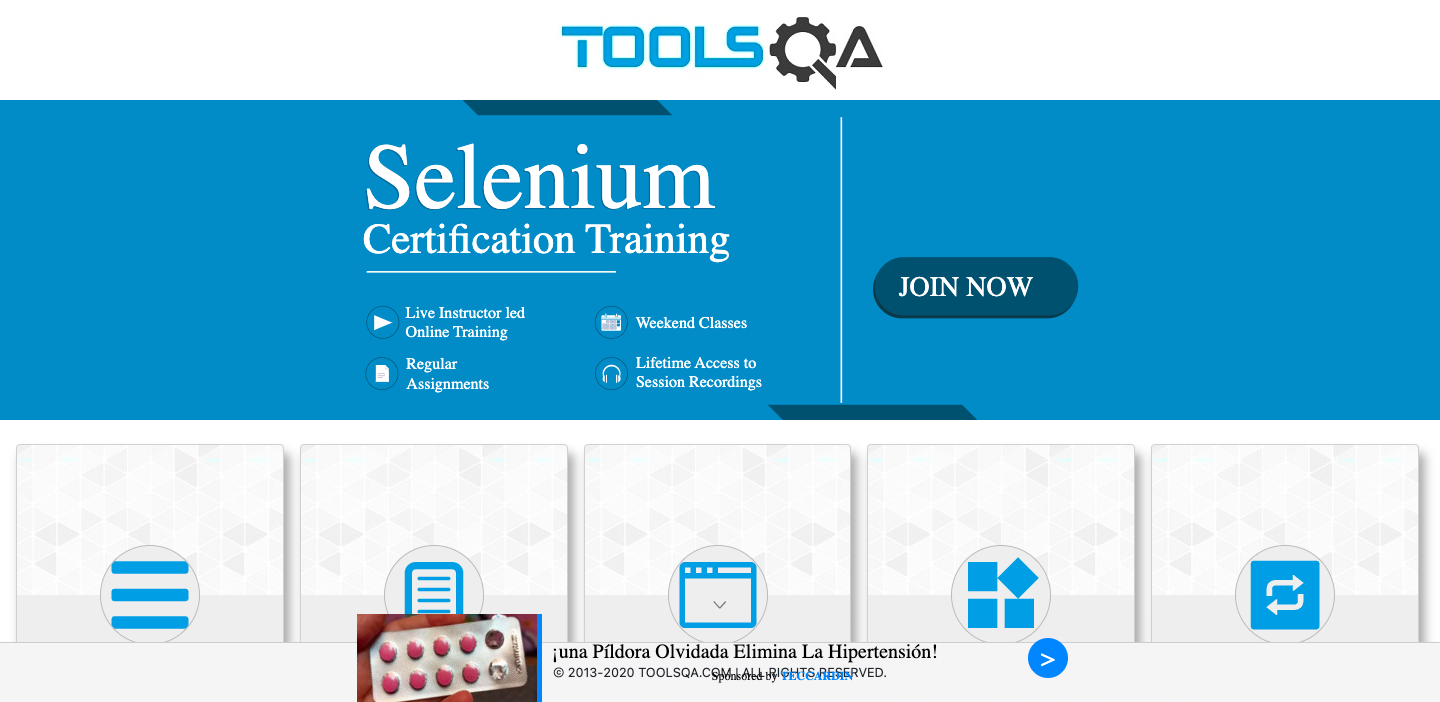 TOOLSQA
Selenium
Certification Training
Live Instructor led
Online Training
Weekend Classes
Regular
Assignments
Lifetime Access to
Session Recordings
JOIN NOW
¡una Píldora Olvidada Elimina La Hipertensión!
>
© 2013-2020 TOOLSQA.COM | ALL RIGHTS RESERVED.
Sponsored by TECCARDIN